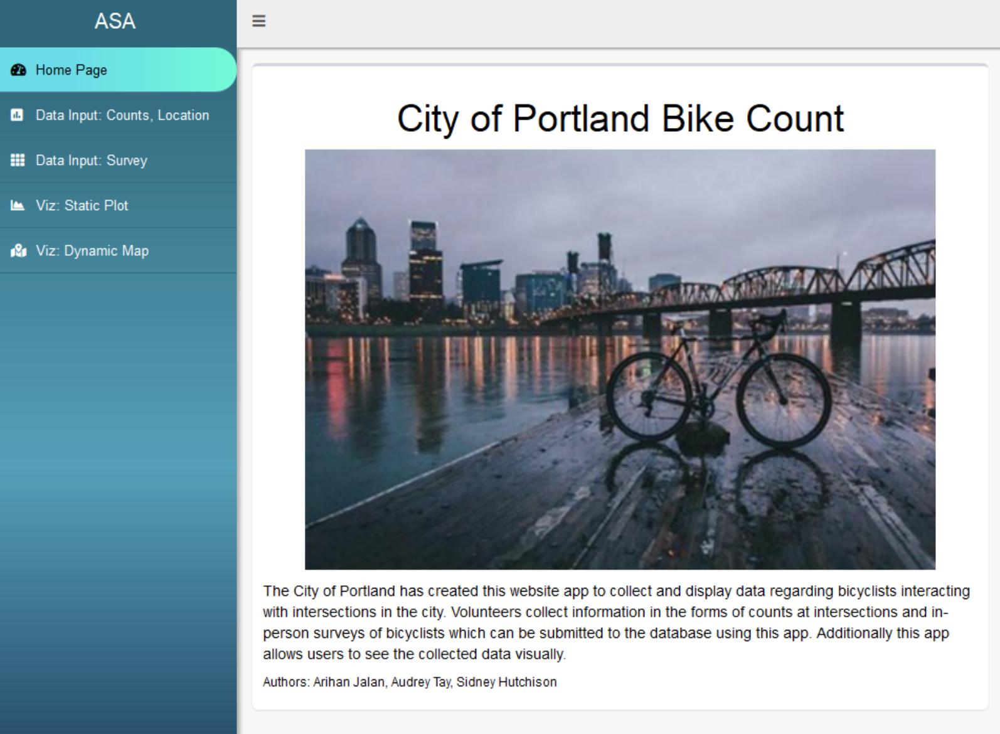 ASA
Home Page
Data Input: Counts, Location
Data Input: Survey
Viz: Static Plot
Viz: Dynamic Map
City of Portland Bike Count
The City of Portland has created this website app to collect and display data regarding bicyclists interacting
with intersections in the city. Volunteers collect information in the forms of counts at intersections and in-
person surveys of bicyclists which can be submitted to the database using this app. Additionally this app
allows users to see the collected data visually.
Authors: Arihan Jalan, Audrey Tay, Sidney Hutchison